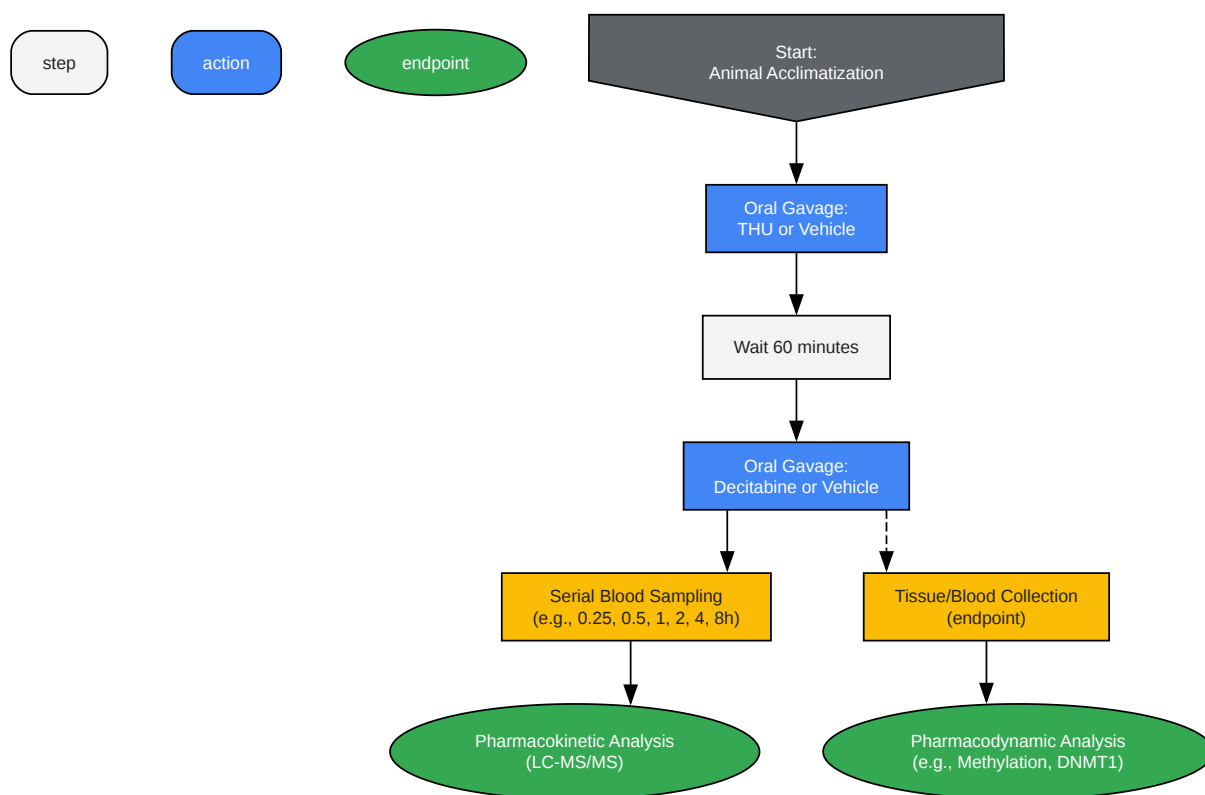 step
action
endpoint
Start:
Animal Acclimatization
Oral Gavage:
THU or Vehicle
Wait 60 minutes
Oral Gavage:
Decitabine or Vehicle
Serial Blood Sampling
(e.g., 0.25, 0.5, 1, 2, 4, 8h)
Tissue/Blood Collection
(endpoint)
Pharmacokinetic Analysis
(LC-MS/MS)
Pharmacodynamic Analysis
(e.g., Methylation, DNMT1)